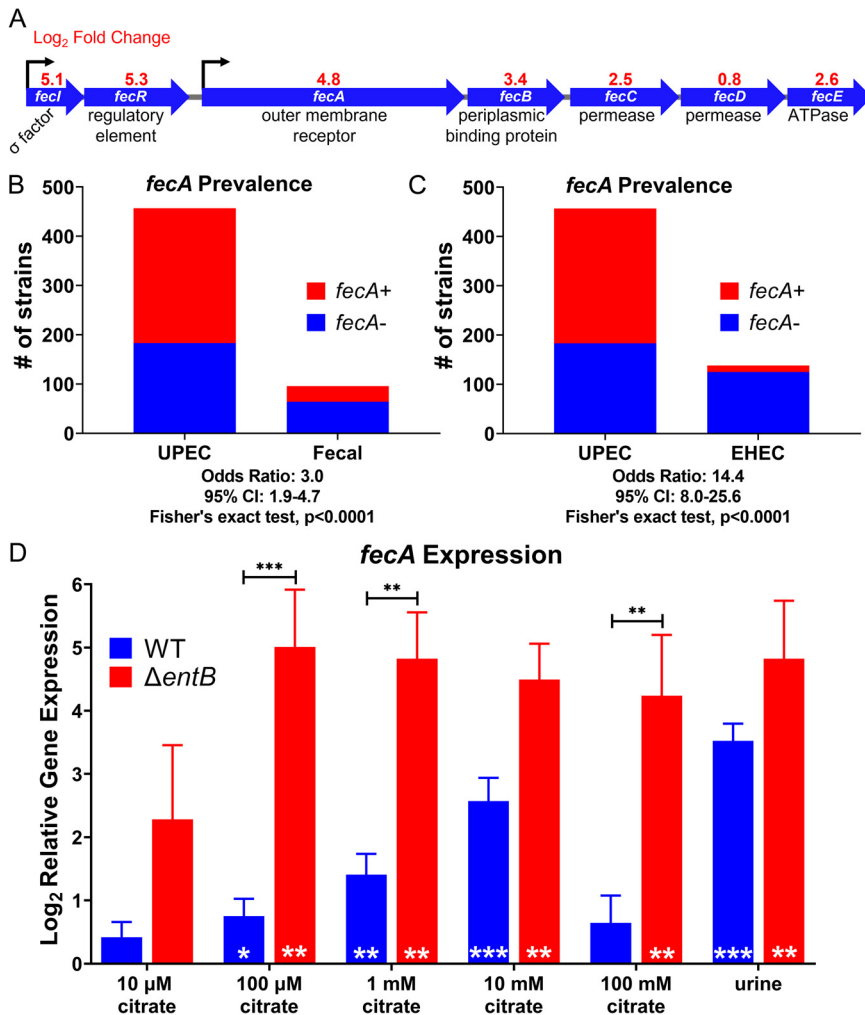 A
Log2 Fold Change
5.1 5.3 4.8 3.4 2.5 0.8 2.6
fecI fecR fecA fecB fecC fecD fecE
σ factor
regulatory element
outer membrane receptor
periplasmic binding protein
permease
permease
ATPase
B
fecA Prevalence
# of strains
500
400
300
200
100
0
fecA+
fecA-
UPEC Fecal
Odds Ratio: 3.0
95% CI: 1.9-4.7
Fisher's exact test, p<0.0001
C
fecA Prevalence
# of strains
500
400
300
200
100
0
fecA+
fecA-
UPEC EHEC
Odds Ratio: 14.4
95% CI: 8.0-25.6
Fisher's exact test, p<0.0001
D
fecA Expression
Log2 Relative Gene Expression
6
5
4
3
2
1
0
WT
ΔentB
*** ** **
* ** ** ** *** ** *** **
10 µM citrate
100 µM citrate
1 mM citrate
10 mM citrate
100 mM citrate
urine